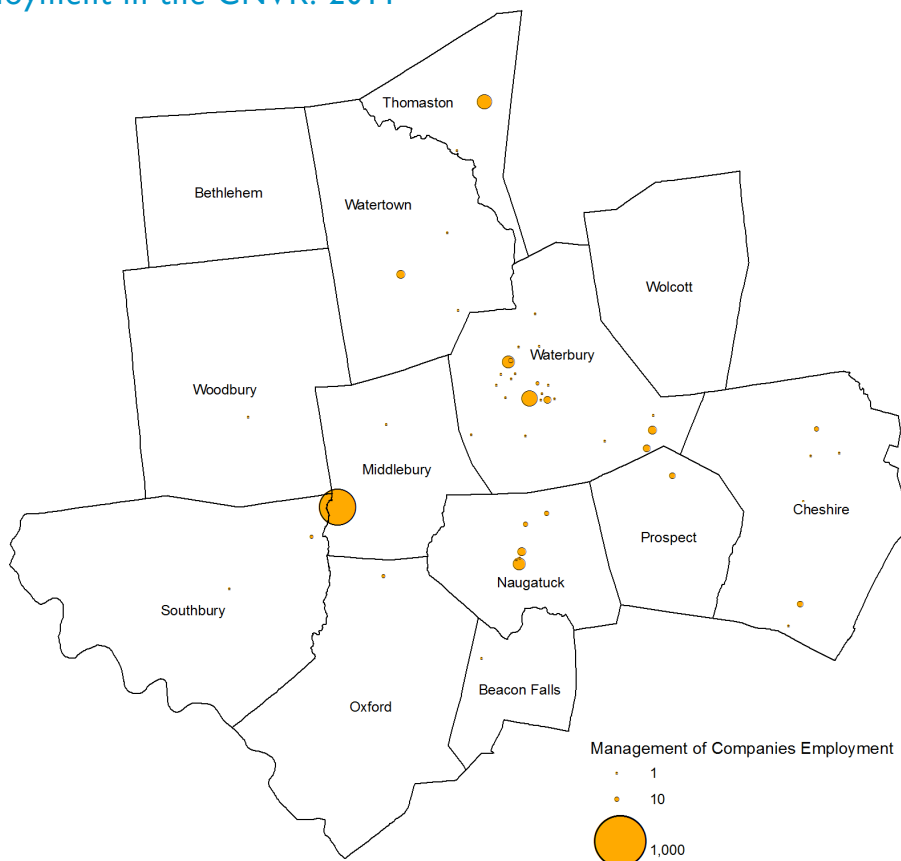 Thomaston
Bethlehem
Watertown
Wolcott
Waterbury
Woodbury
Middlebury
Cheshire
Prospect
Naugatuck
Southbury
Beacon Falls
Oxford
Management of Companies Employment
1
10
1,000